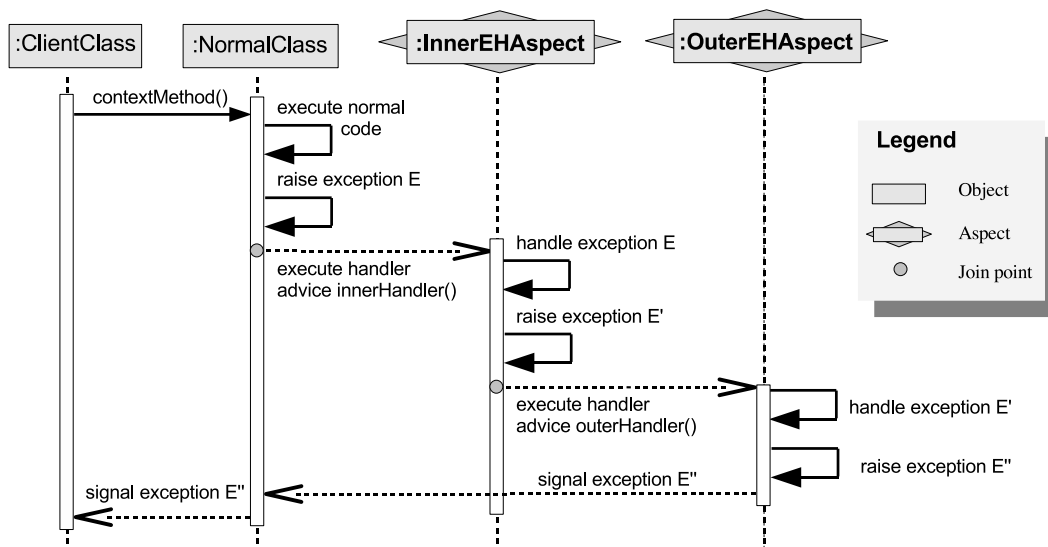 :ClientClass
:NormalClass
:InnerEHAspect
:OuterEHAspect
contextMethod()
execute normal
code
raise exception E
execute handler
advice innerHandler()
handle exception E
raise exception E'
execute handler
advice outerHandler()
handle exception E'
raise exception E''
signal exception E''
signal exception E''
Legend
Object
Aspect
Join point